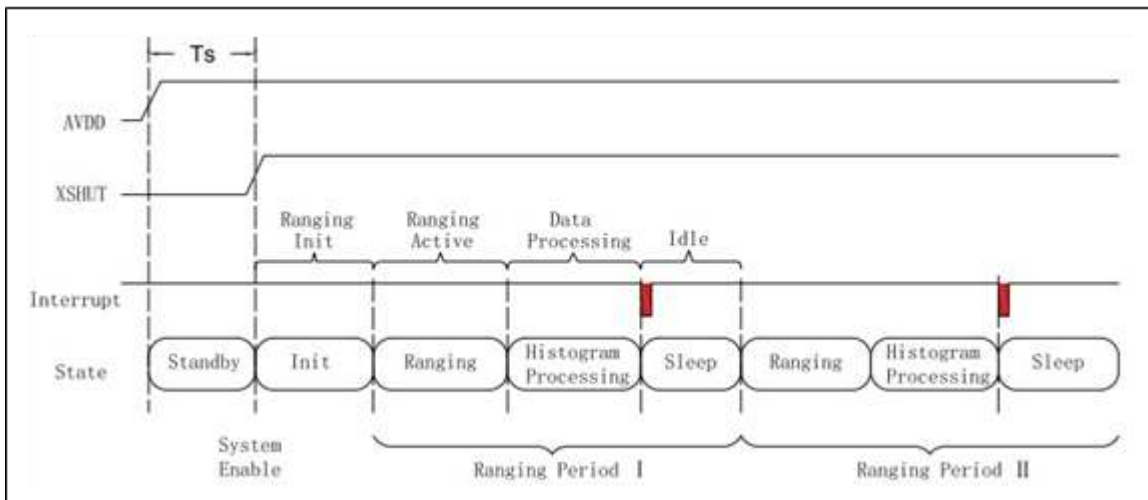 Ts
AVDD
XSHUT
Ranging
Init
Ranging
Active
Data
Processing
Idle
Interrupt
State
Standby
Init
Ranging
Histogram
Processing
Sleep
Ranging
Histogram
Processing
Sleep
System
Enable
Ranging Period Ⅰ
Ranging Period Ⅱ